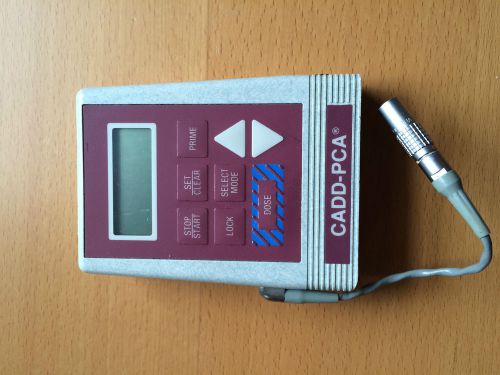 PRIME
SET
CLEAR
SELECT
MODE
STOP
START
LOCK
DOSE
CADD-PCA®